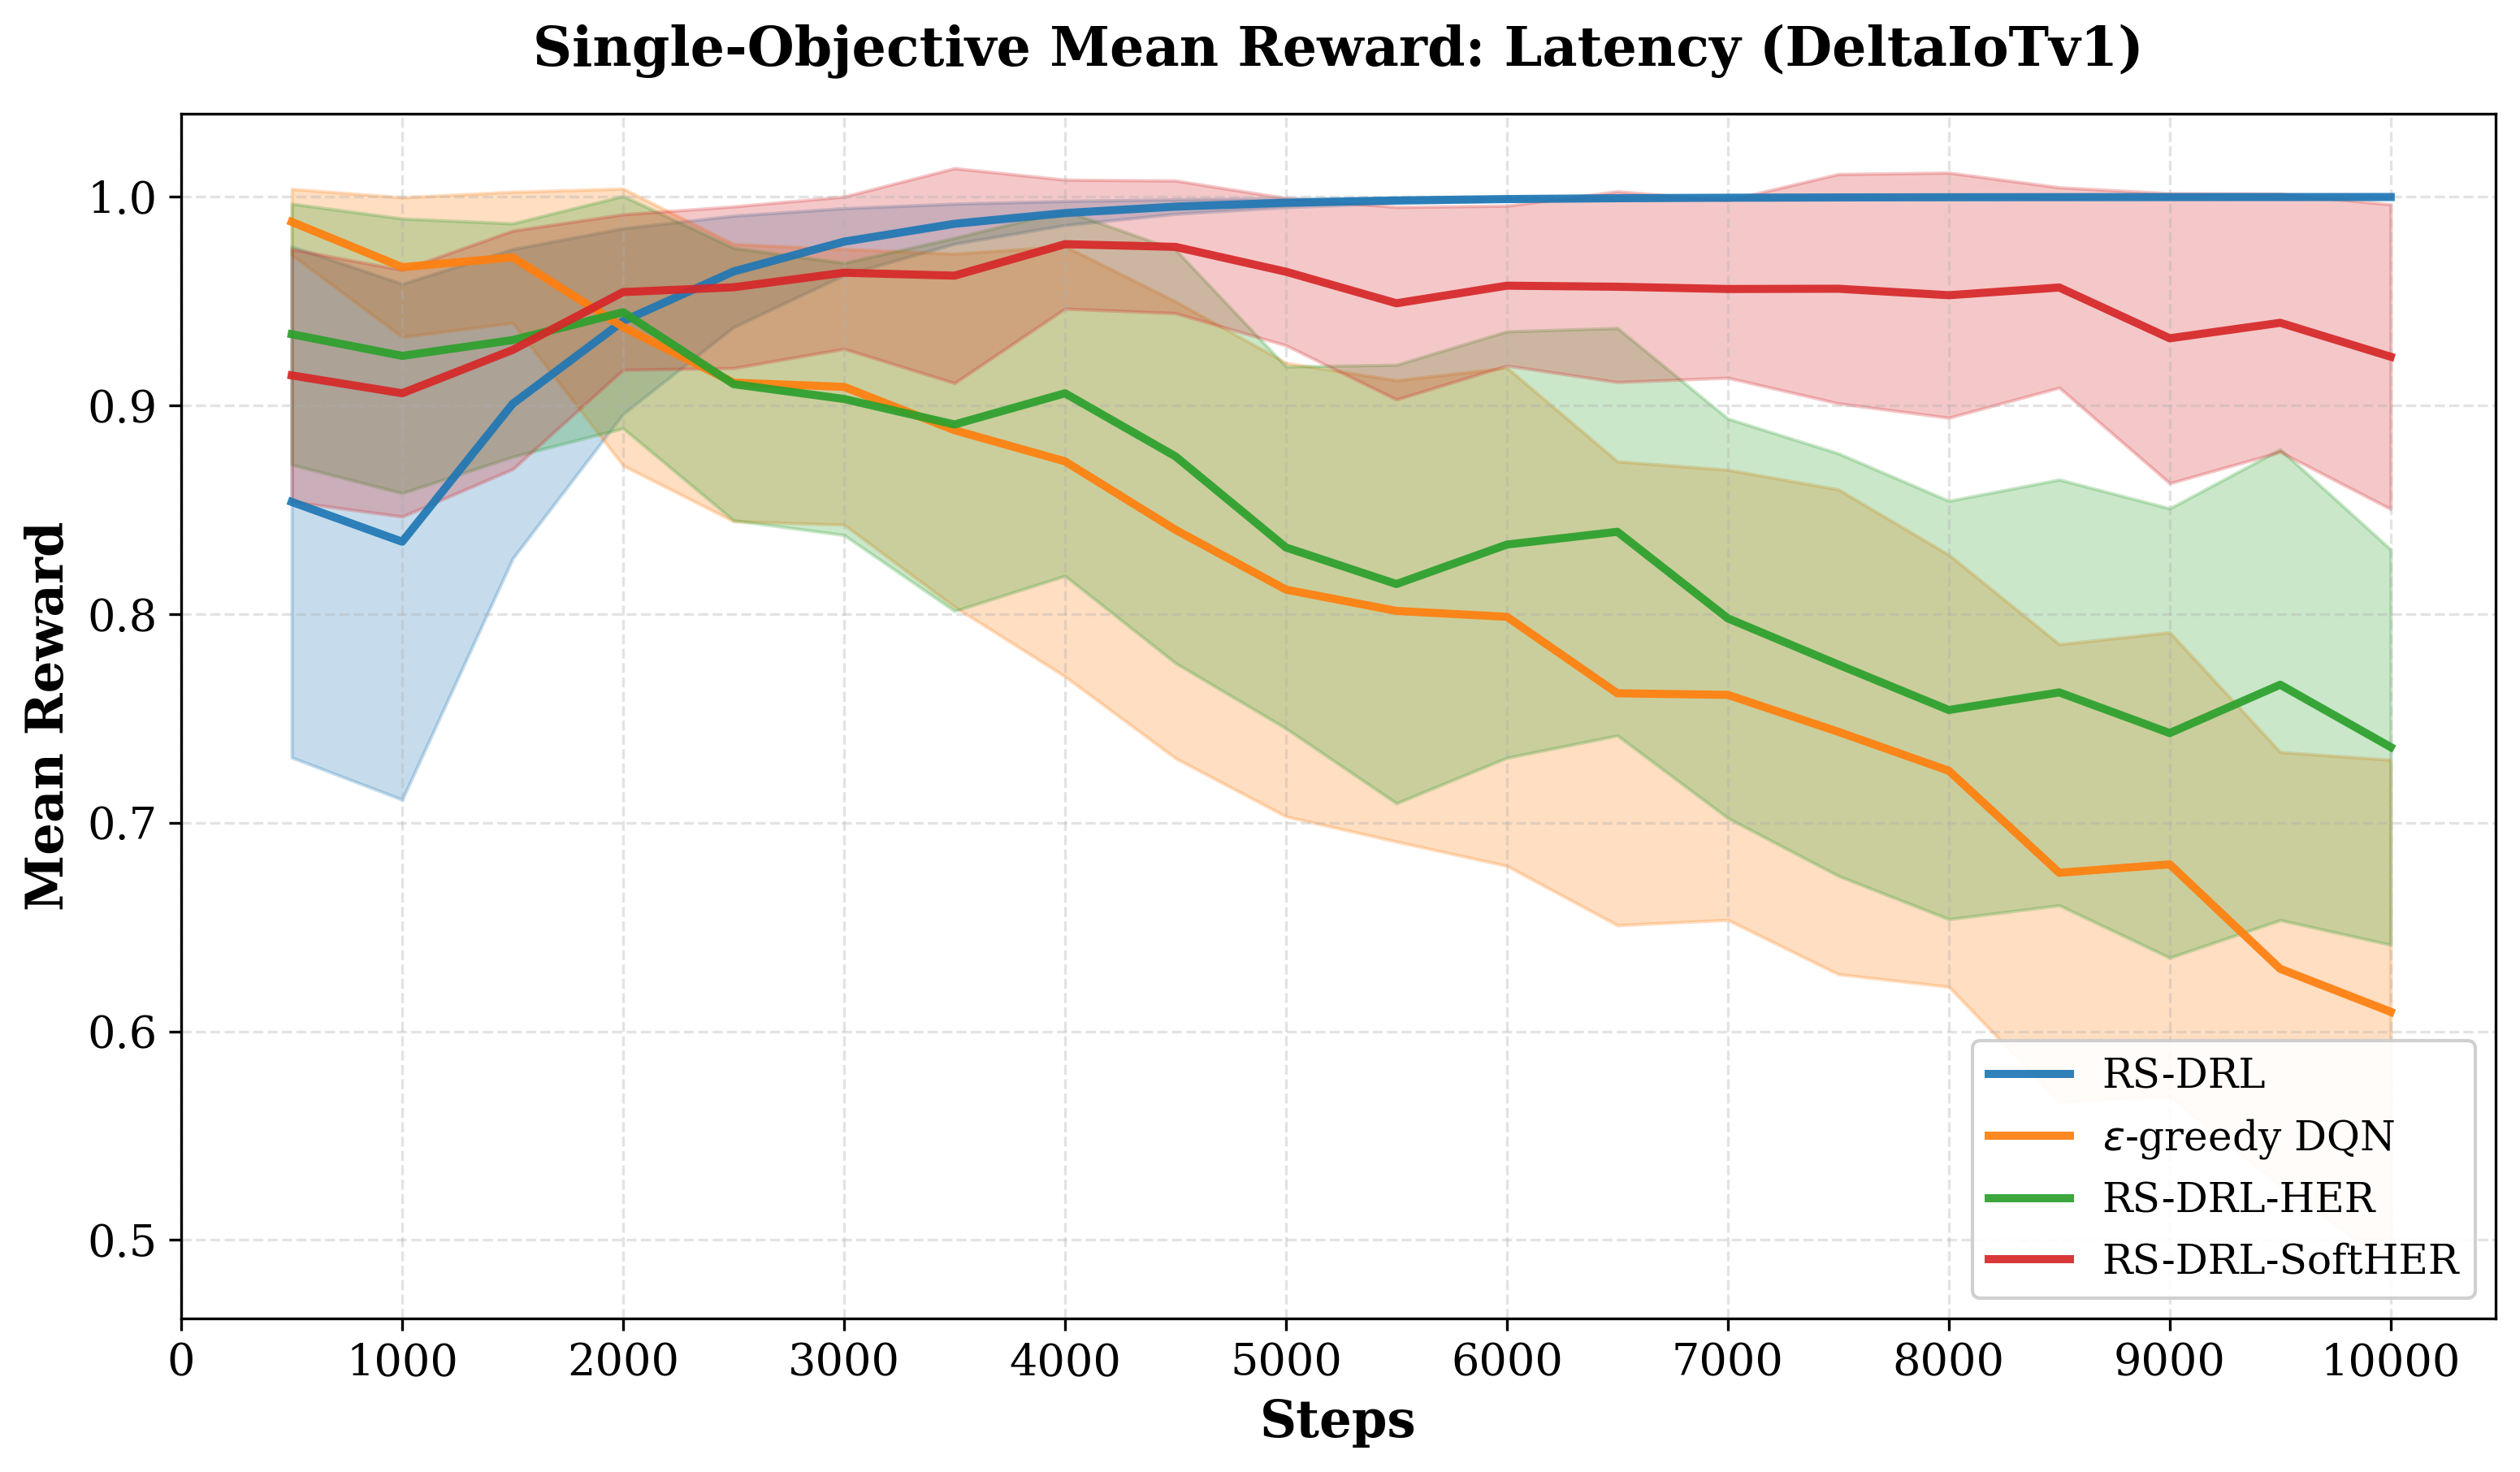 Single-Objective Mean Reward: Latency (DeltaIoTv1)
Mean Reward
1.0
0.9
0.8
0.7
0.6
0.5
0 1000 2000 3000 4000 5000 6000 7000 8000 9000 10000
Steps
RS-DRL
ε-greedy DQN
RS-DRL-HER
RS-DRL-SoftHER